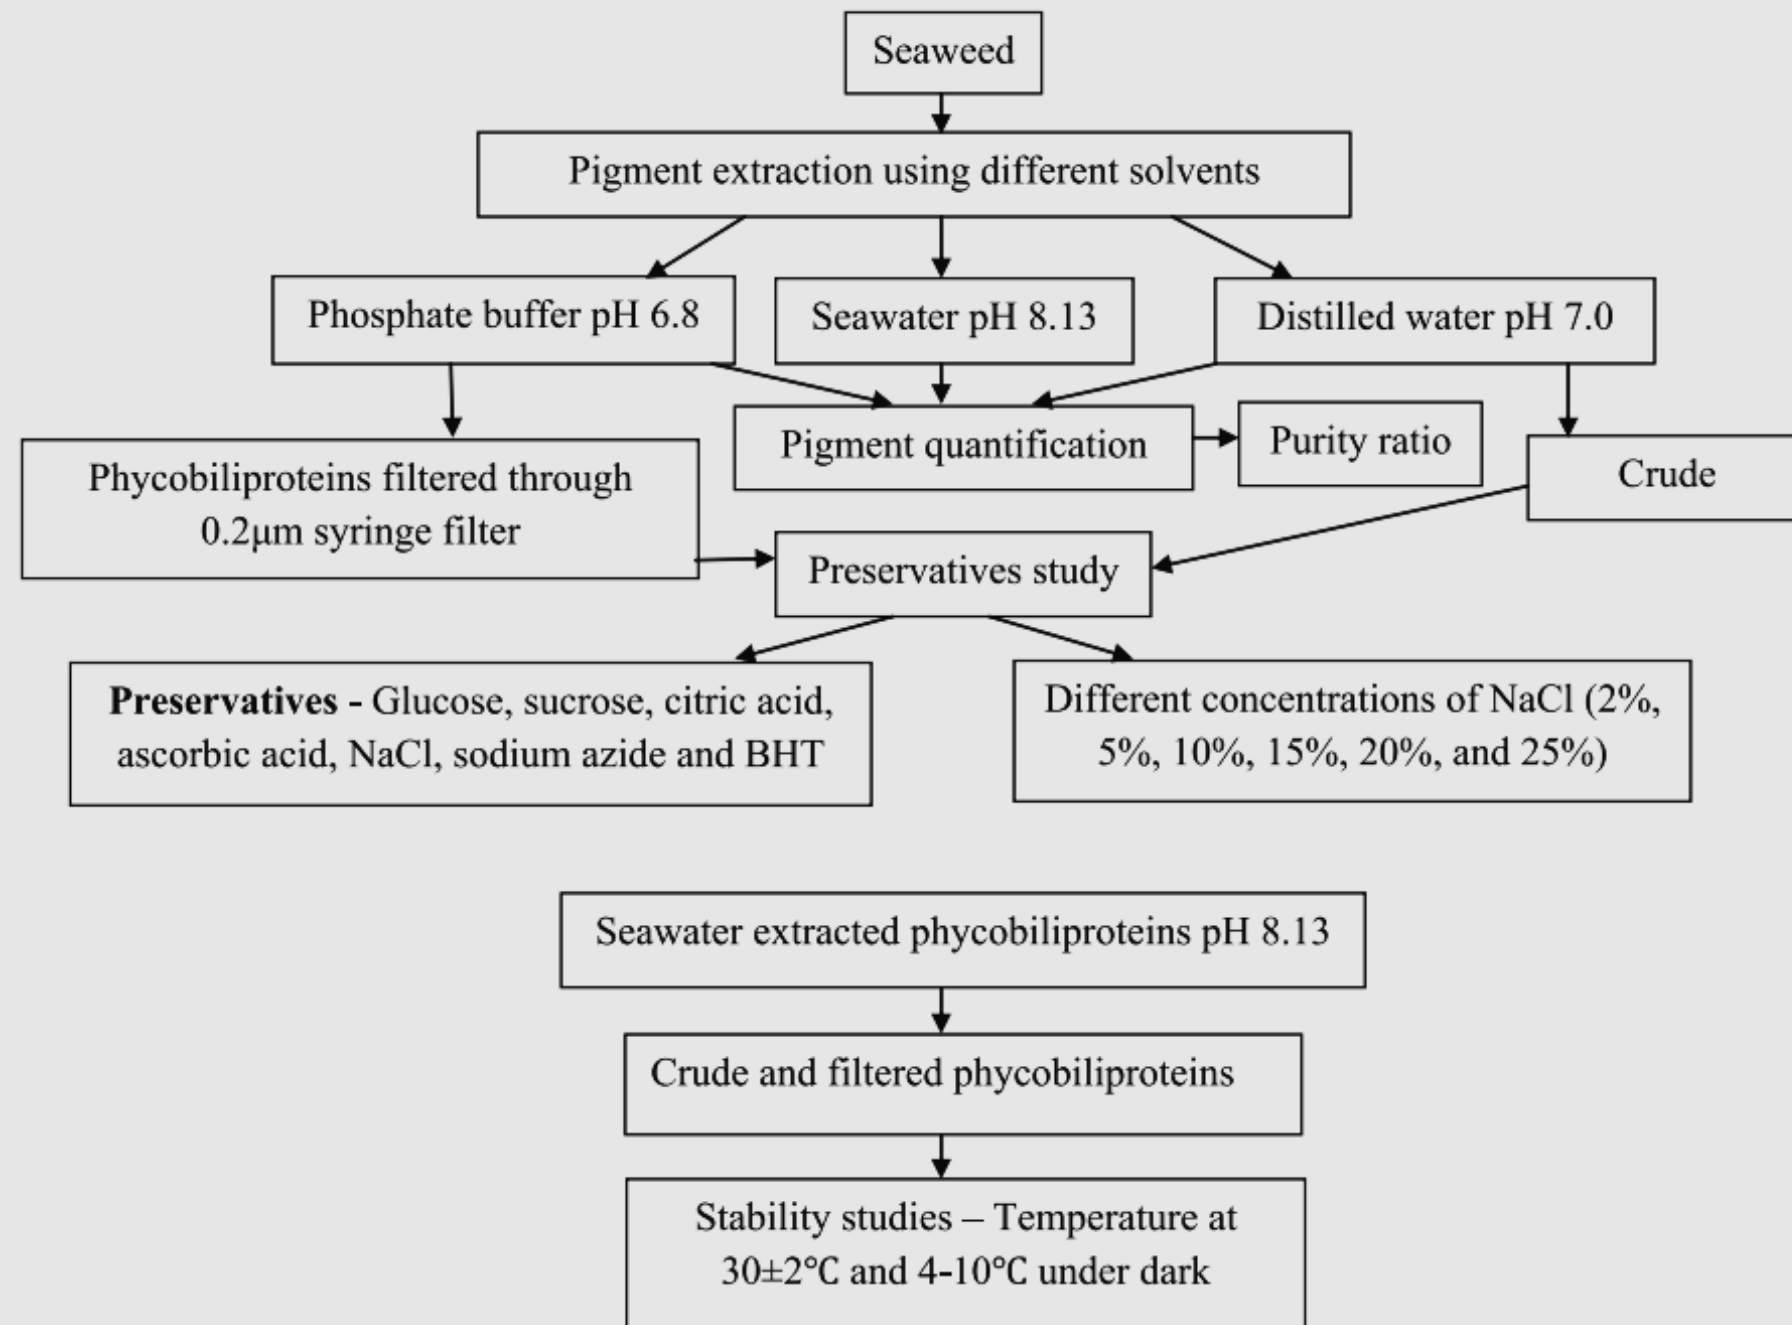 Seaweed
Pigment extraction using different solvents
Phosphate buffer pH 6.8
Seawater pH 8.13
Distilled water pH 7.0
Pigment quantification
Purity ratio
Crude
Phycobiliproteins filtered through
0.2μm syringe filter
Preservatives study
Preservatives - Glucose, sucrose, citric acid,
ascorbic acid, NaCl, sodium azide and BHT
Different concentrations of NaCl (2%,
5%, 10%, 15%, 20%, and 25%)
Seawater extracted phycobiliproteins pH 8.13
Crude and filtered phycobiliproteins
Stability studies – Temperature at
30±2℃ and 4-10℃ under dark